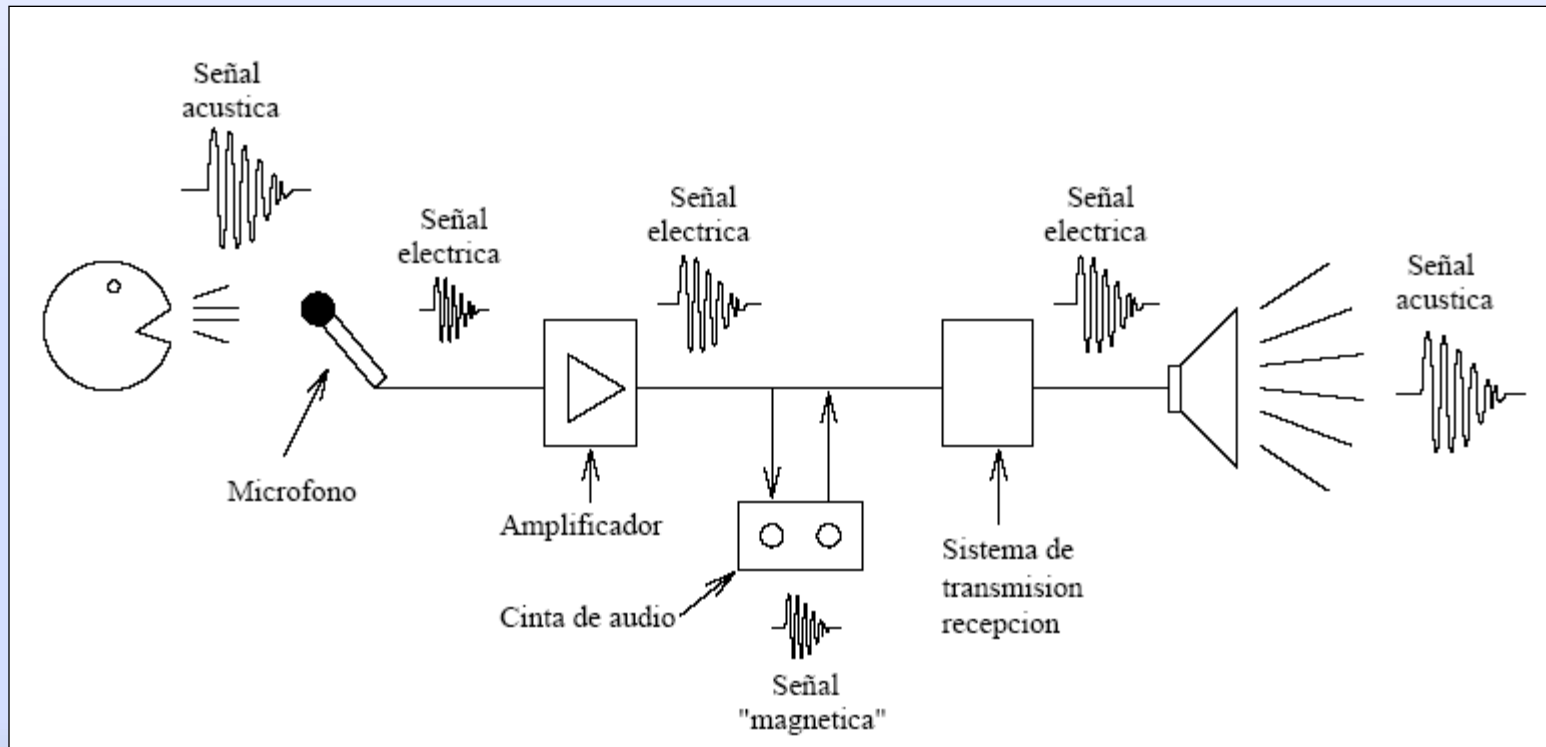 Señal
acustica
Señal
electrica
Señal
electrica
Señal
electrica
Señal
acustica
Microfono
Amplificador
Cinta de audio
Señal
"magnetica"
Sistema de
transmision
recepcion